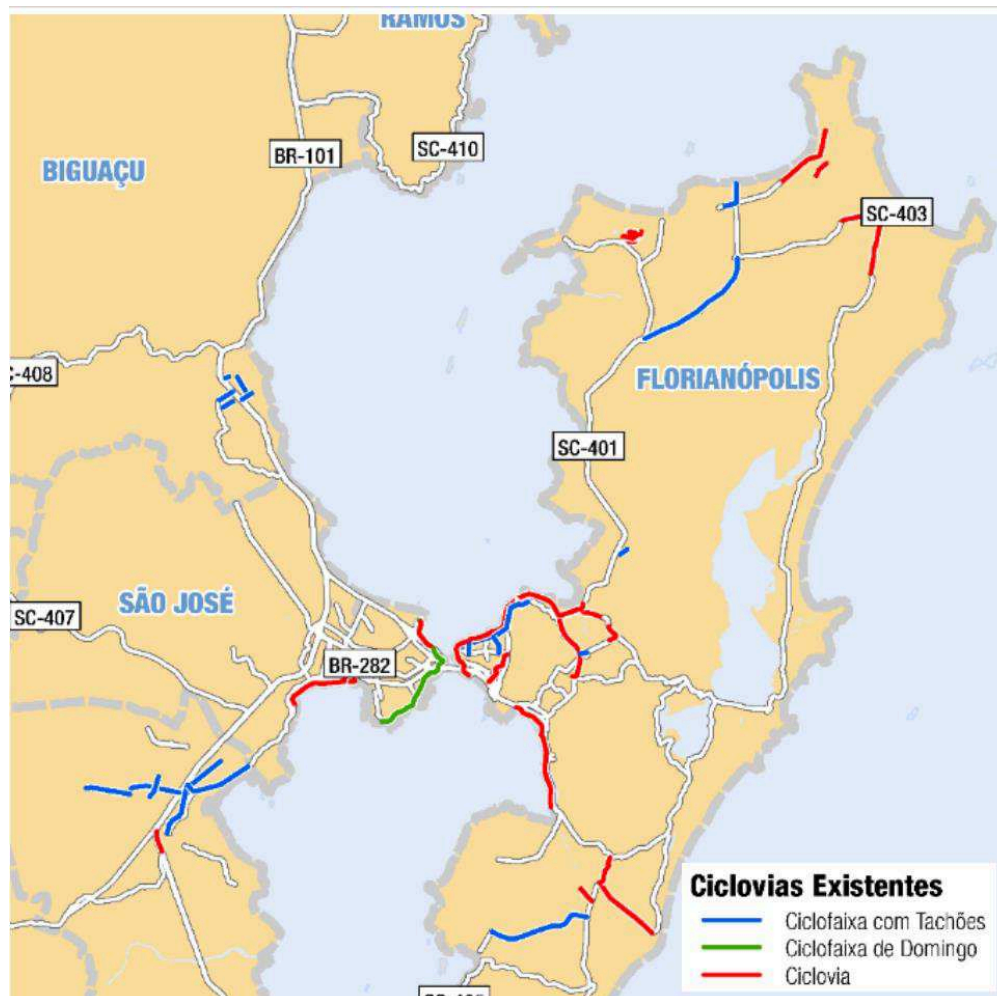 RAMOS
BR-101
SC-410
BIGUAÇU
SC-403
C-408
FLORIANÓPOLIS
SC-401
SÃO JOSÉ
SC-407
BR-282
Ciclovias Existentes
Ciclofaixa com Tachões
Ciclofaixa de Domingo
Ciclovia